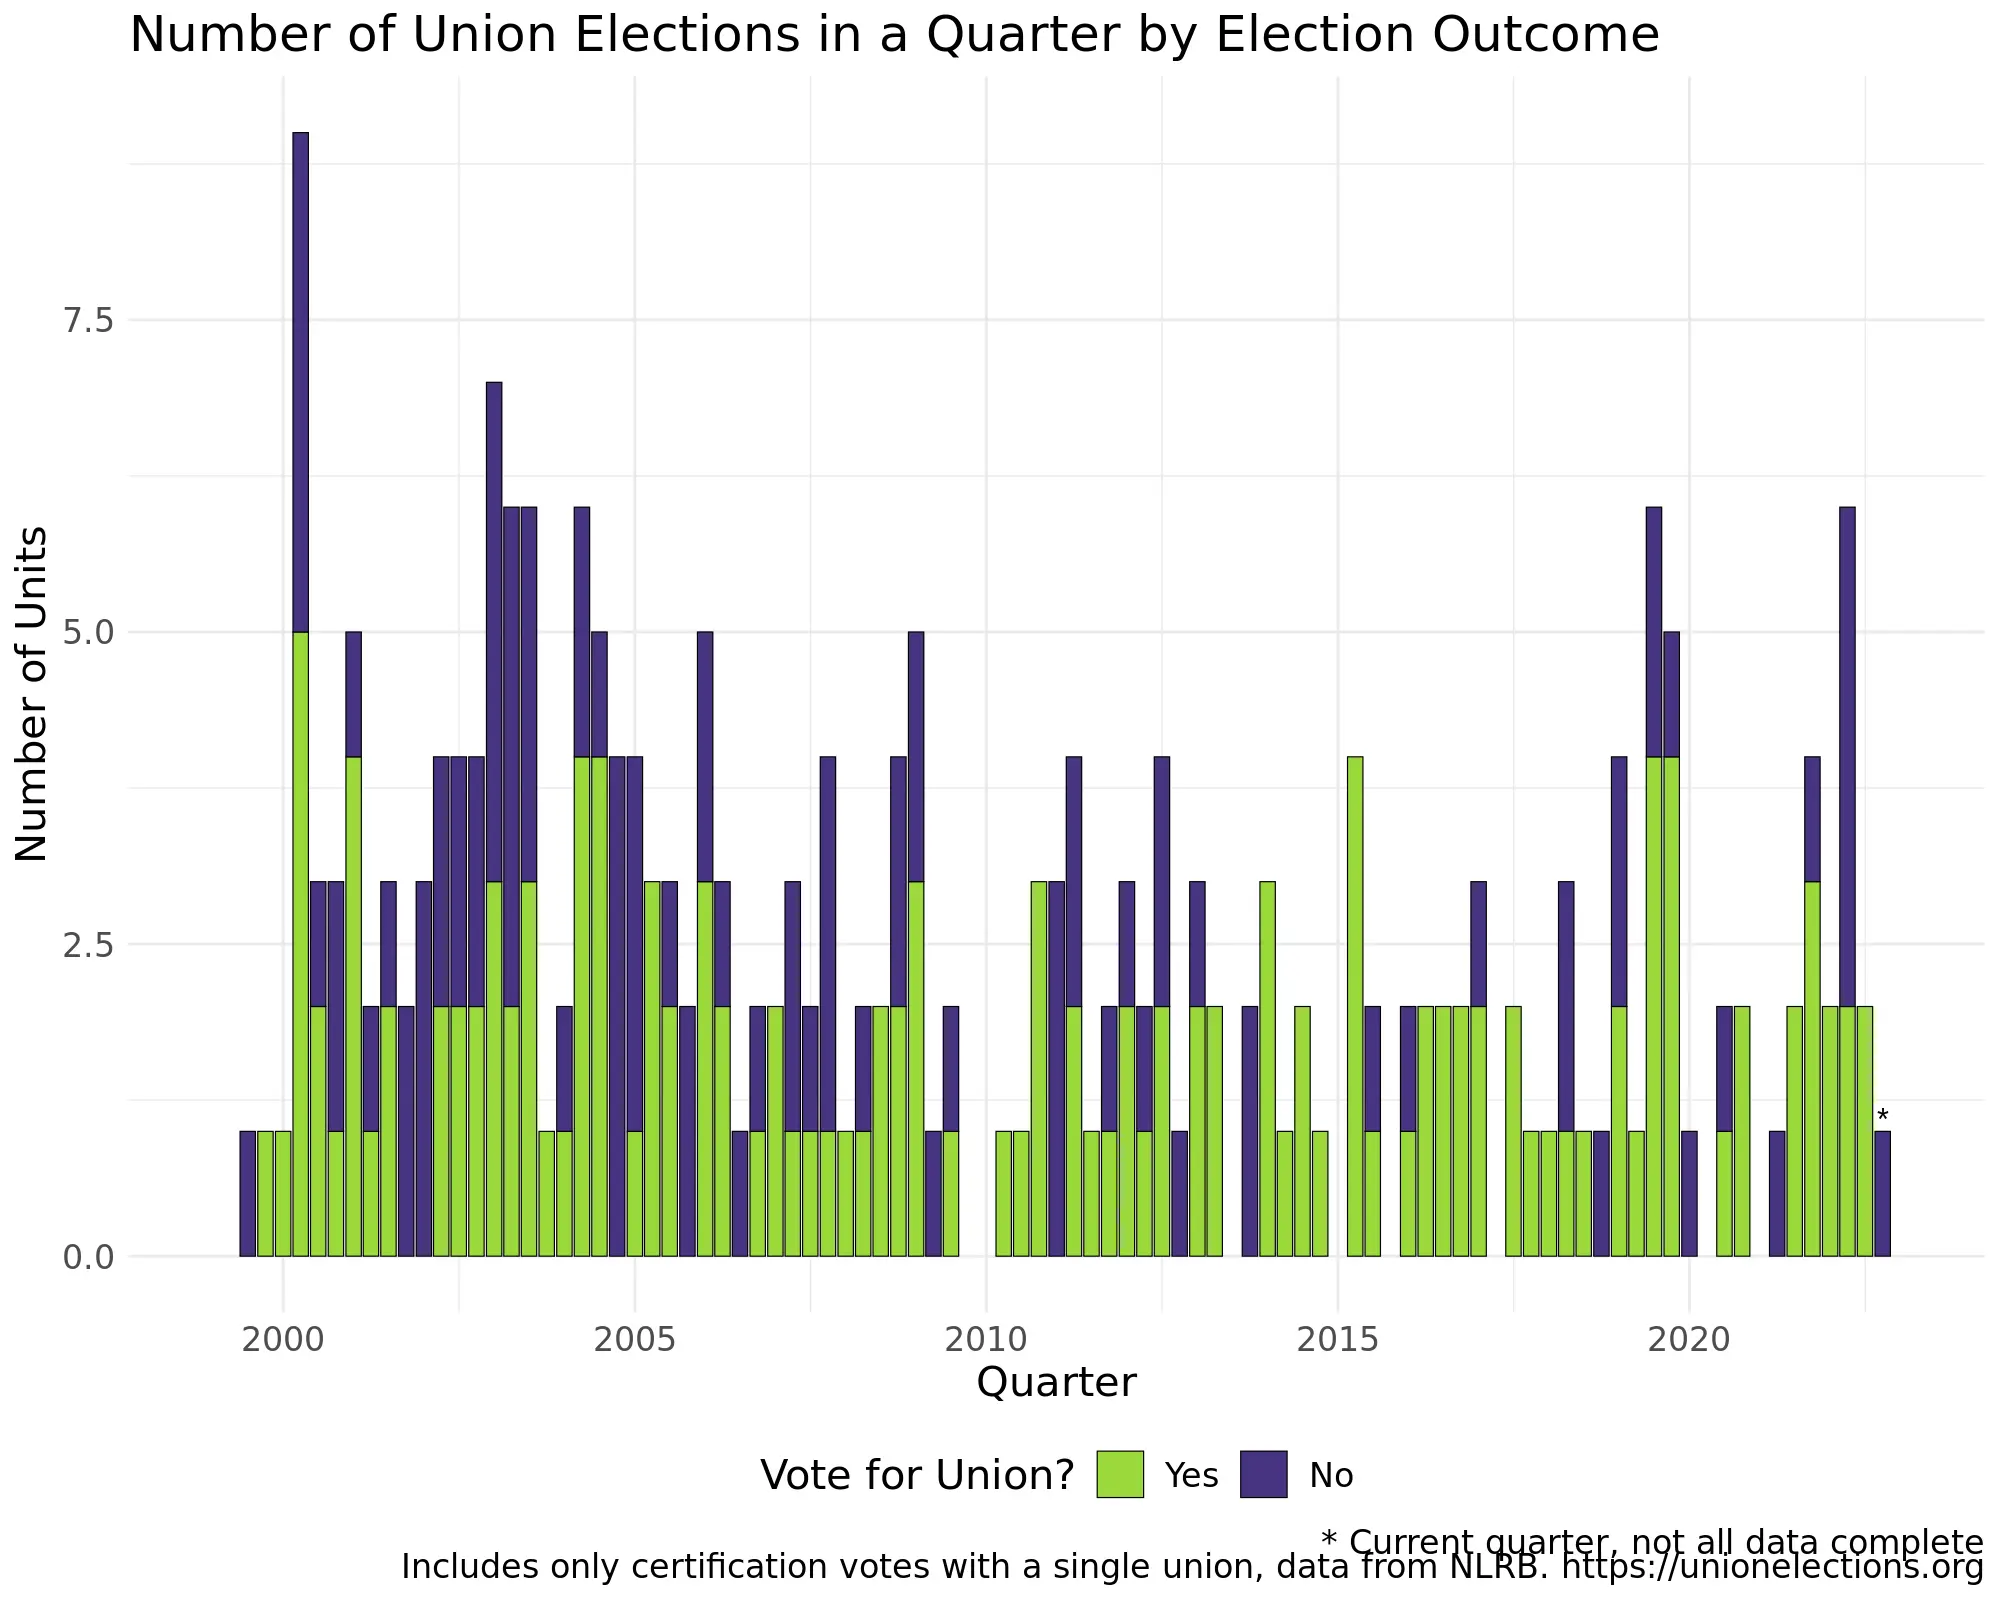 Number of Union Elections in a Quarter by Election Outcome
Number of Units
7.5
5.0
2.5
0.0
*
2000 2005 2010 2015 2020
Quarter
Vote for Union? Yes No
* Current quarter, not all data complete
Includes only certification votes with a single union, data from NLRB. https://unionelections.org